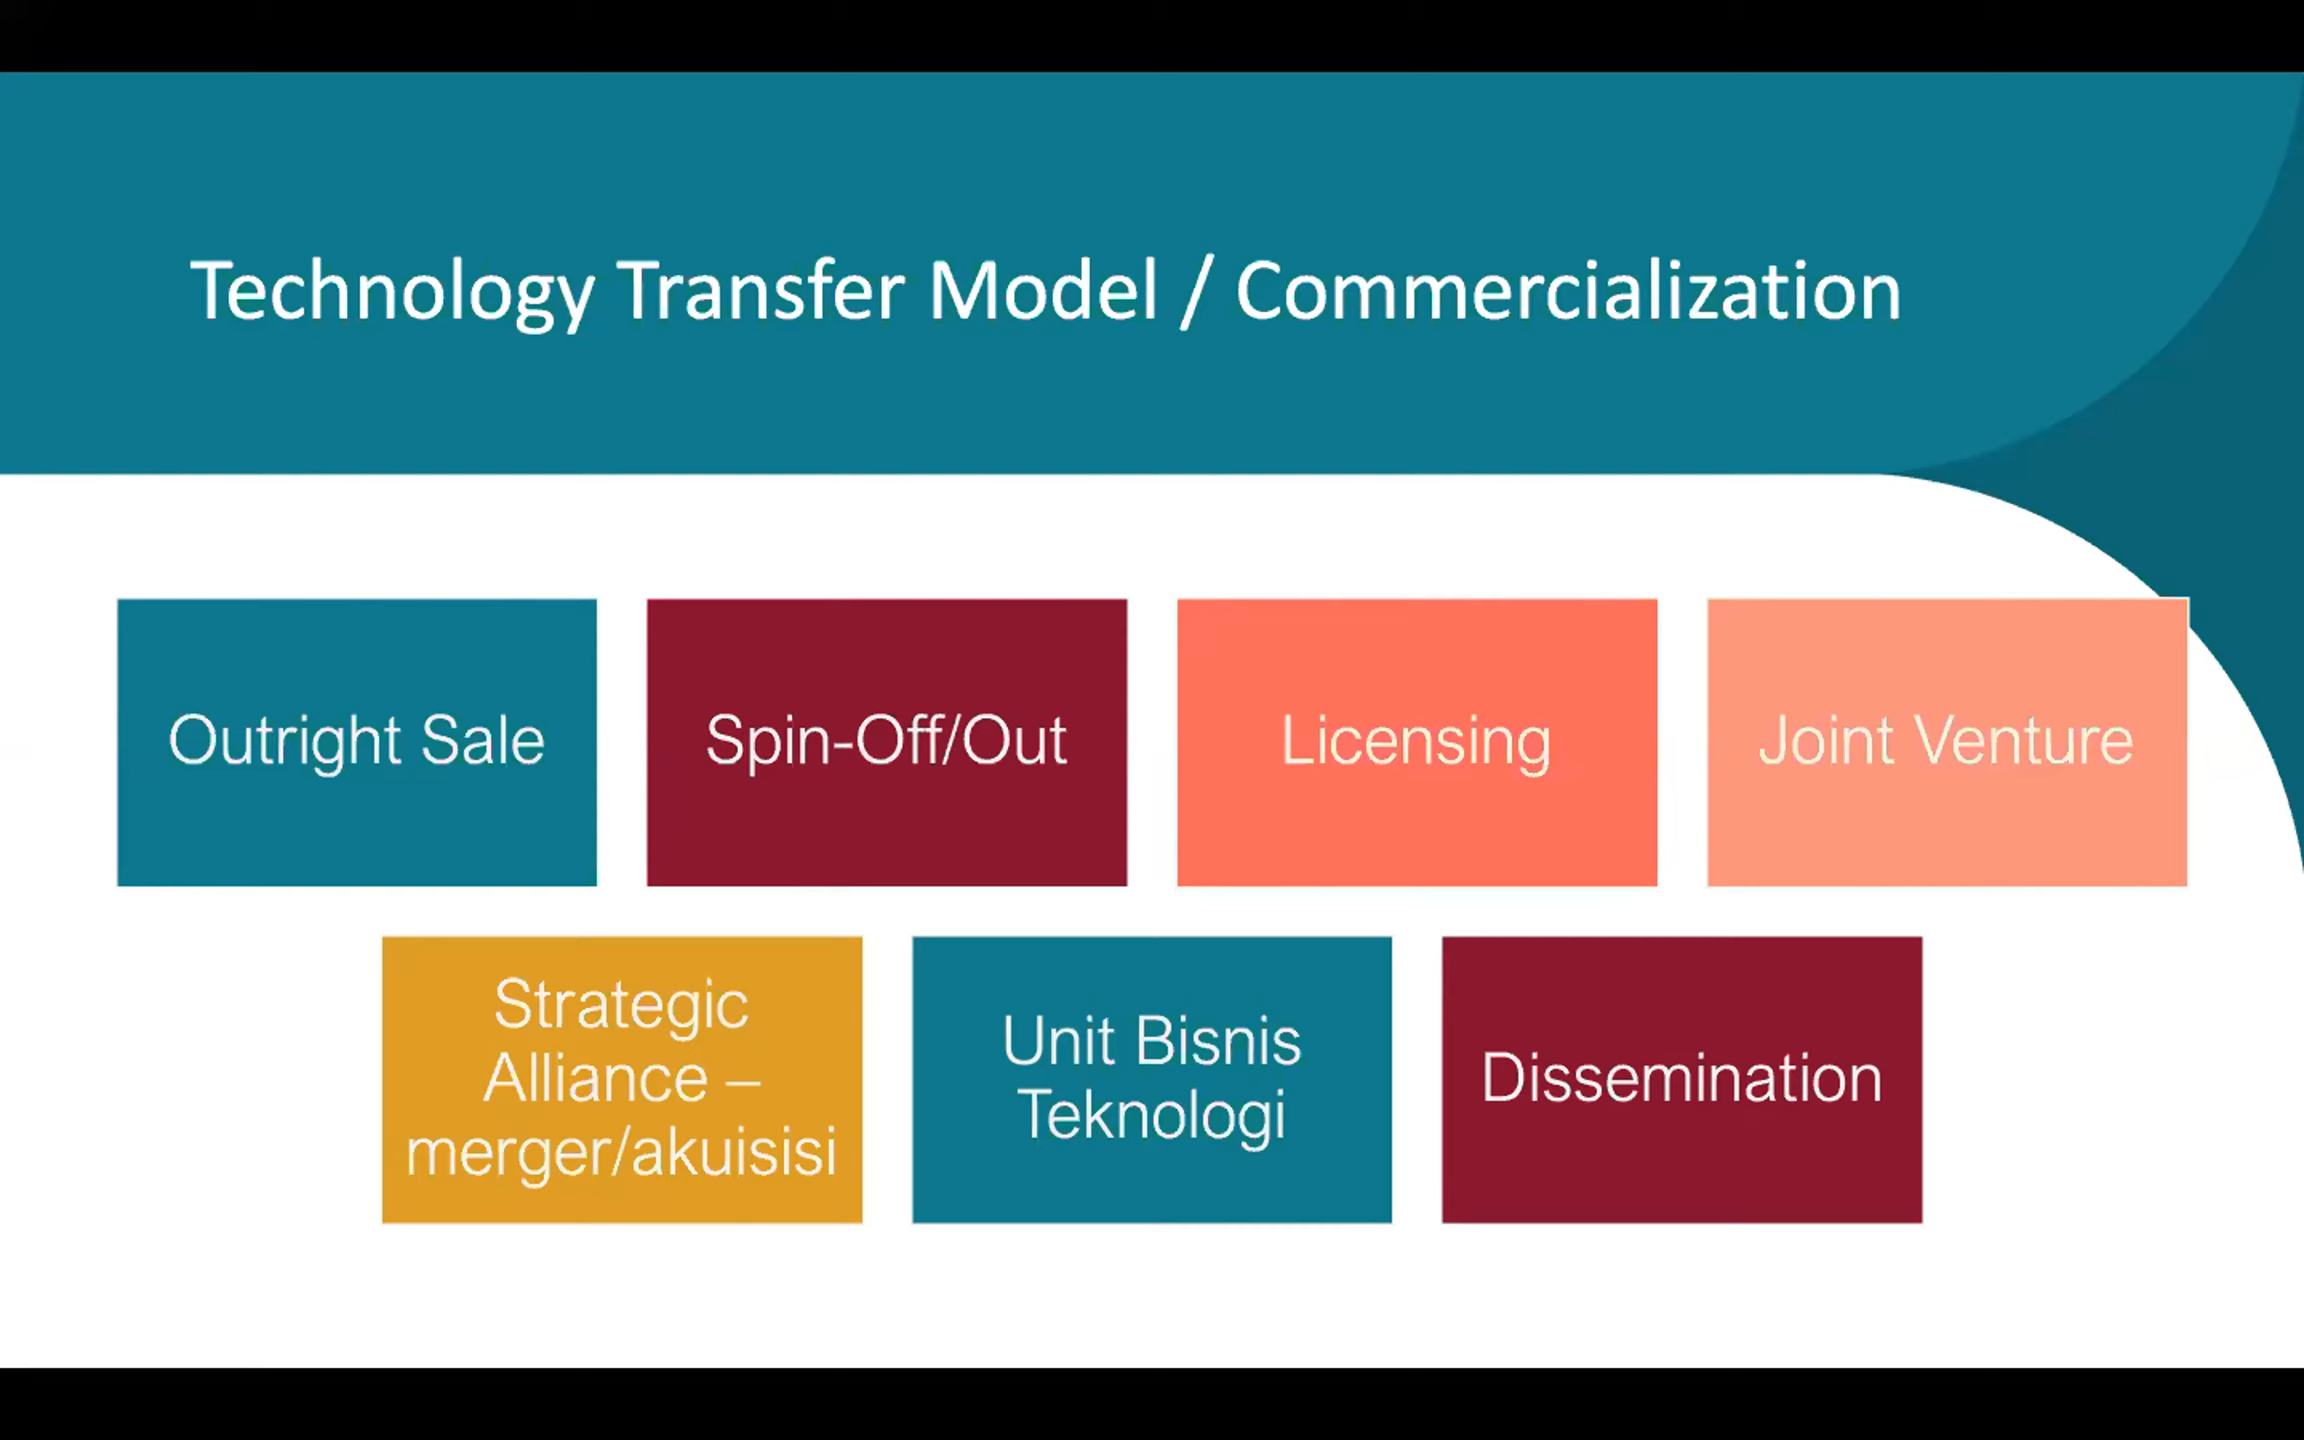 Technology Transfer Model / Commercialization
Outright Sale
Spin-Off/Out
Licensing
Joint Venture
Strategic
Alliance –
merger/akuisisi
Unit Bisnis
Teknologi
Dissemination